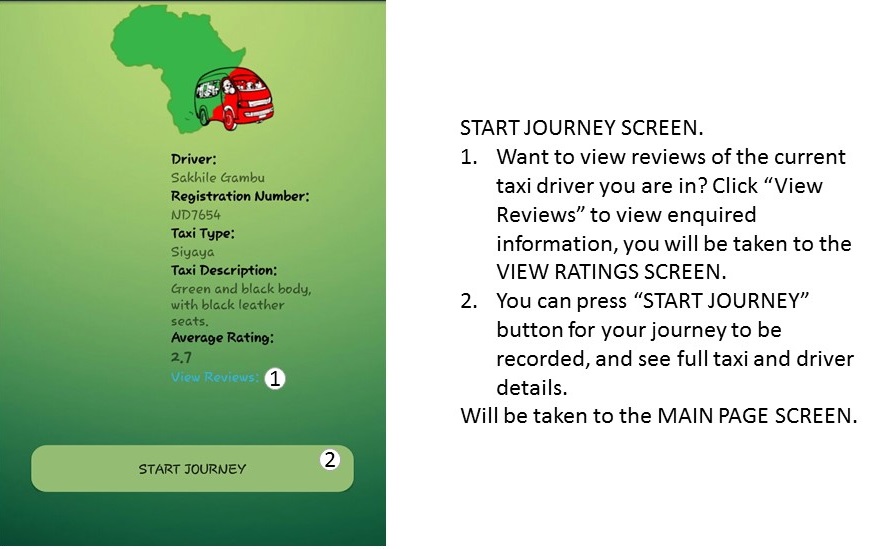 Driver:
Sakhile Gambu
Registration Number:
ND7654
Taxi Type:
Siyaya
Taxi Description:
Green and black body,
with black leather
seats.
Average Rating:
2.7
View Reviews: 1
START JOURNEY 2
START JOURNEY SCREEN.
1. Want to view reviews of the current
taxi driver you are in? Click “View
Reviews” to view enquired
information, you will be taken to the
VIEW RATINGS SCREEN.
2. You can press “START JOURNEY”
button for your journey to be
recorded, and see full taxi and driver
details.
Will be taken to the MAIN PAGE SCREEN.